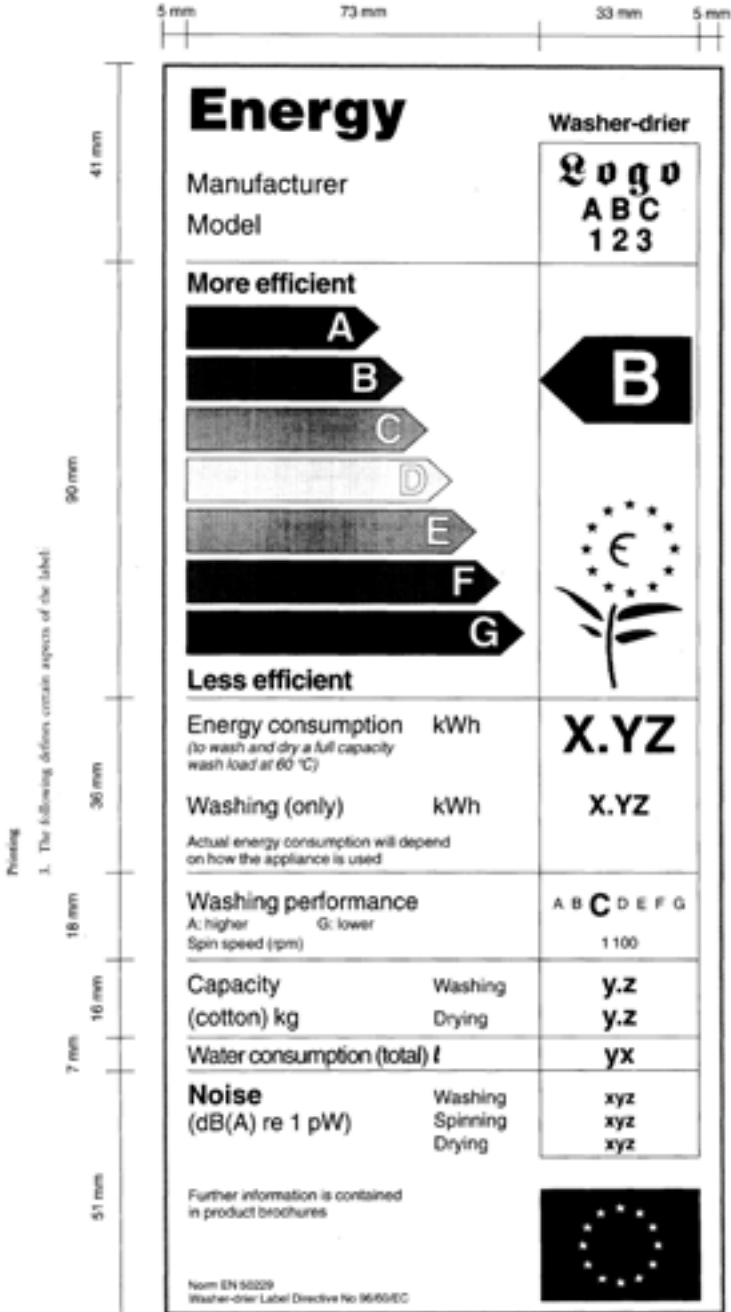 5 mm 73 mm 33 mm 5 mm
Printing
3. The following defines certain aspects of the label:
41 mm
90 mm
36 mm
18 mm
16 mm
7 mm
51 mm
Energy
Washer-drier
Manufacturer
Model
Logo
A B C
1 2 3
More efficient
A
B
C
D
E
F
G
B
Less efficient
Energy consumption kWh X.YZ
(to wash and dry a full capacity
wash load at 60 °C)
Washing (only) kWh X.YZ
Actual energy consumption will depend
on how the appliance is used
Washing performance A B C D E F G
A: higher G: lower
Spin speed (rpm) 1100
Capacity Washing y.z
(cotton) kg Drying y.z
Water consumption (total) ℓ yx
Noise Washing xyz
(dB(A) re 1 pW) Spinning xyz
Drying xyz
Further information is contained
in product brochures
Norm EN 50229
Washer-drier Label Directive No 96/60/EC